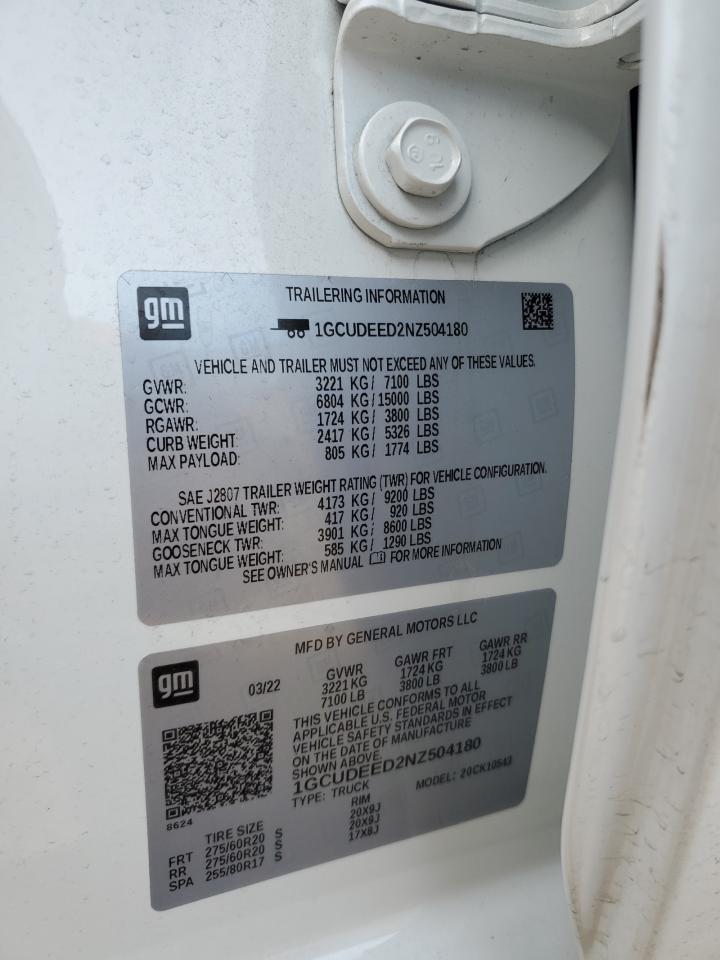 10.9
gm
TRAILERING INFORMATION
1GCUDEED2NZ504180
VEHICLE AND TRAILER MUST NOT EXCEED ANY OF THESE VALUES.
GVWR: 3221 KG / 7100 LBS
GCWR: 6804 KG / 15000 LBS
RGAWR: 1724 KG / 3800 LBS
CURB WEIGHT: 2417 KG / 5326 LBS
MAX PAYLOAD: 805 KG / 1774 LBS
SAE J2807 TRAILER WEIGHT RATING (TWR) FOR VEHICLE CONFIGURATION.
CONVENTIONAL TWR: 4173 KG / 9200 LBS
MAX TONGUE WEIGHT: 417 KG / 920 LBS
GOOSENECK TWR: 3901 KG / 8600 LBS
MAX TONGUE WEIGHT: 585 KG / 1290 LBS
SEE OWNER'S MANUAL FOR MORE INFORMATION
gm
MFD BY GENERAL MOTORS LLC
03/22
GVWR GAWR FRT GAWR RR
3221 KG 1724 KG 1724 KG
7100 LB 3800 LB 3800 LB
THIS VEHICLE CONFORMS TO ALL
APPLICABLE U.S. FEDERAL MOTOR
VEHICLE SAFETY STANDARDS IN EFFECT
ON THE DATE OF MANUFACTURE
SHOWN ABOVE.
1GCUDEED2NZ504180
TYPE: TRUCK MODEL: 20CK10543
8624
TIRE SIZE RIM
FRT 275/60R20 S 20X9J
RR 275/60R20 S 20X9J
SPA 255/80R17 S 17X8J